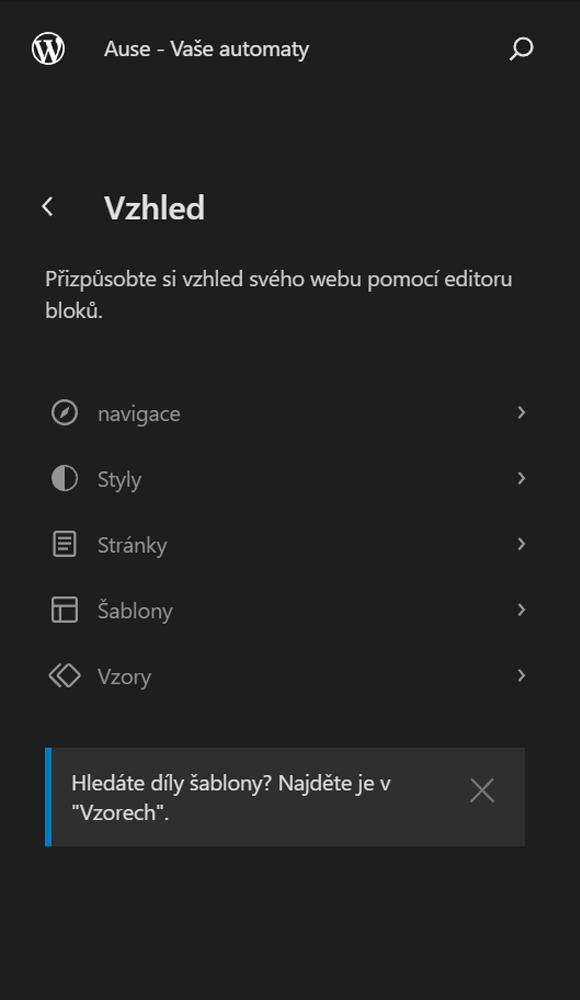 Ause - Vaše automaty
Vzhled
Přizpůsobte si vzhled svého webu pomocí editoru
bloků.
navigace
Styly
Stránky
Šablony
Vzory
Hledáte díly šablony? Najděte je v
"Vzorech".